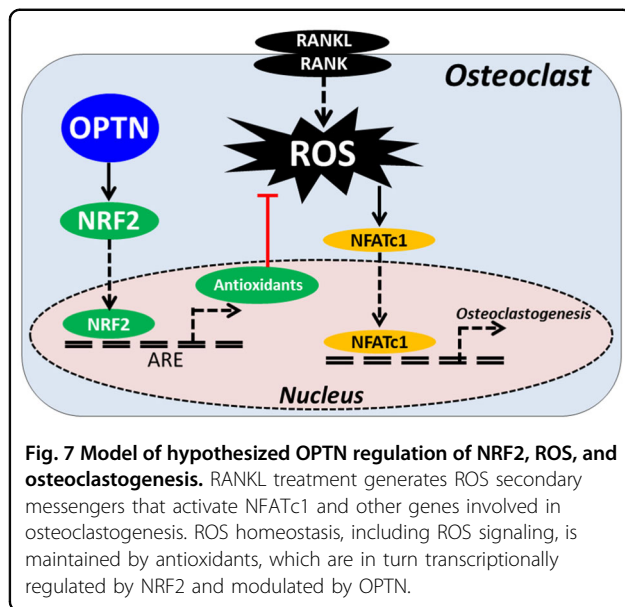 RANKL
RANK
Osteoclast
OPTN
ROS
NRF2
NFATc1
Antioxidants
NRF2
ARE
NFATc1
Osteoclastogenesis
Nucleus
Fig. 7 Model of hypothesized OPTN regulation of NRF2, ROS, and
osteoclastogenesis. RANKL treatment generates ROS secondary
messengers that activate NFATc1 and other genes involved in
osteoclastogenesis. ROS homeostasis, including ROS signaling, is
maintained by antioxidants, which are in turn transcriptionally
regulated by NRF2 and modulated by OPTN.